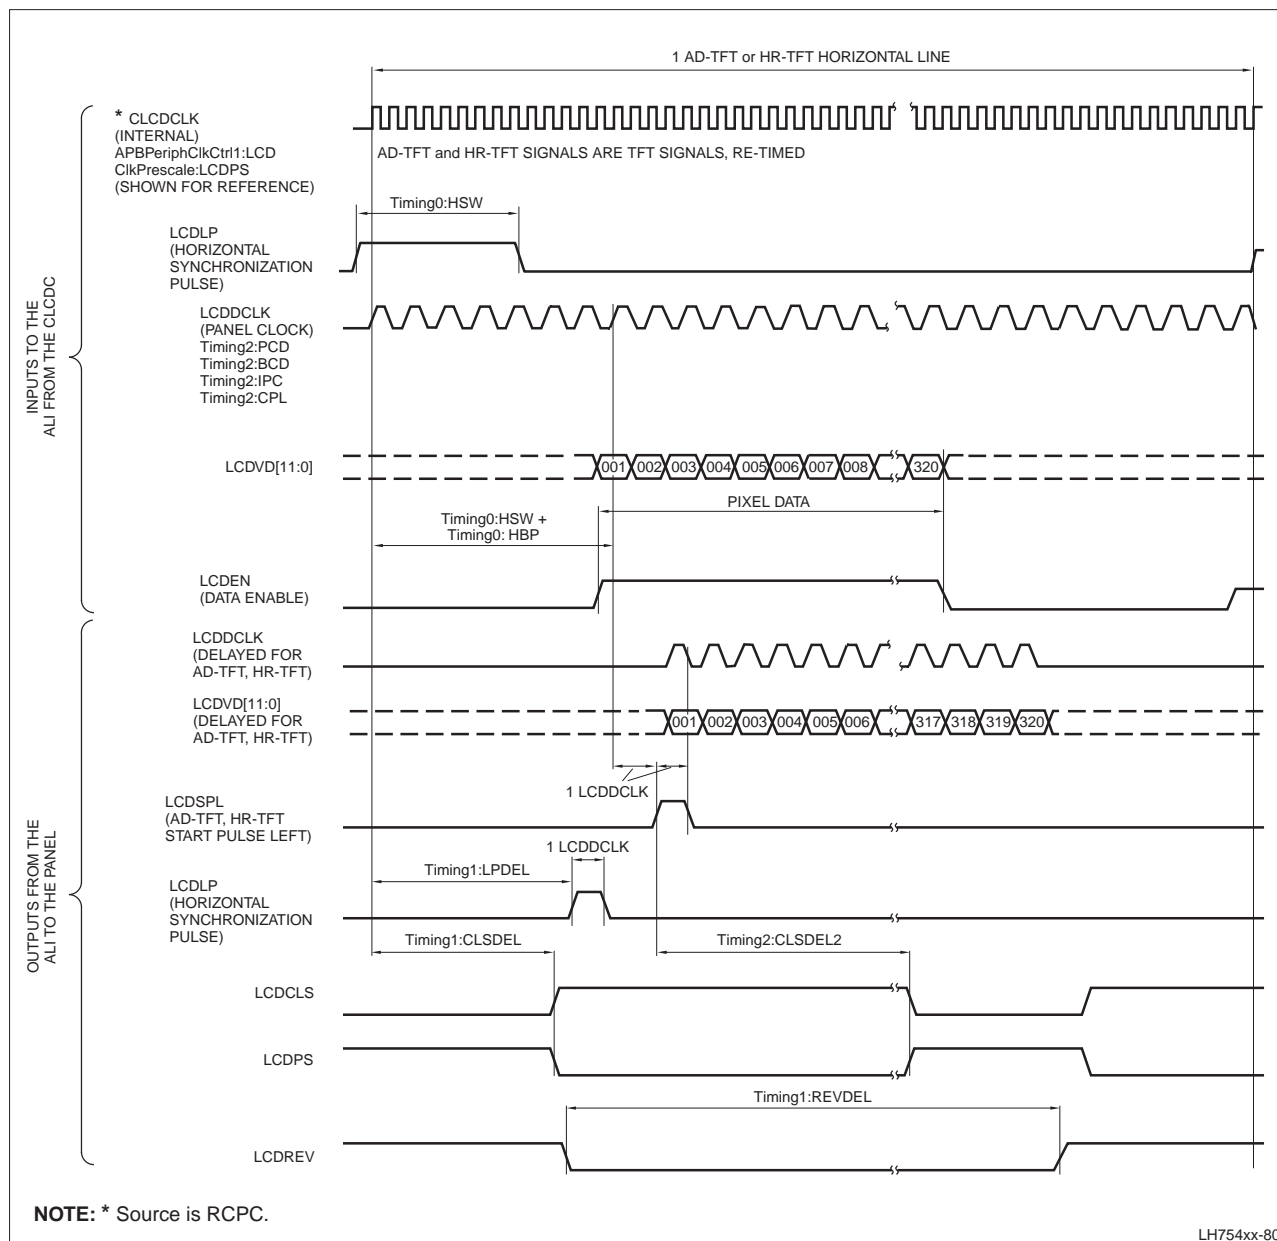 1 AD-TFT or HR-TFT HORIZONTAL LINE
* CLCDCLK
(INTERNAL)
APBPeriphClkCtrl1:LCD
ClkPrescale:LCDPS
(SHOWN FOR REFERENCE)
AD-TFT and HR-TFT SIGNALS ARE TFT SIGNALS, RE-TIMED
Timing0:HSW
LCDLP
(HORIZONTAL
SYNCHRONIZATION
PULSE)
INPUTS TO THE
ALI FROM THE CLCDC
LCDDCLK
(PANEL CLOCK)
Timing2:PCD
Timing2:BCD
Timing2:IPC
Timing2:CPL
LCDVD[11:0]
001 002 003 004 005 006 007 008 320
PIXEL DATA
Timing0:HSW +
Timing0: HBP
LCDEN
(DATA ENABLE)
LCDDCLK
(DELAYED FOR
AD-TFT, HR-TFT)
LCDVD[11:0]
(DELAYED FOR
AD-TFT, HR-TFT)
001 002 003 004 005 006 317 318 319 320
1 LCDDCLK
LCDSPL
(AD-TFT, HR-TFT
START PULSE LEFT)
OUTPUTS FROM THE
ALI TO THE PANEL
1 LCDDCLK
Timing1:LPDEL
LCDLP
(HORIZONTAL
SYNCHRONIZATION
PULSE)
Timing1:CLSDEL
Timing2:CLSDEL2
LCDCLS
LCDPS
Timing1:REVDEL
LCDREV
NOTE: * Source is RCPC.
LH754xx-80